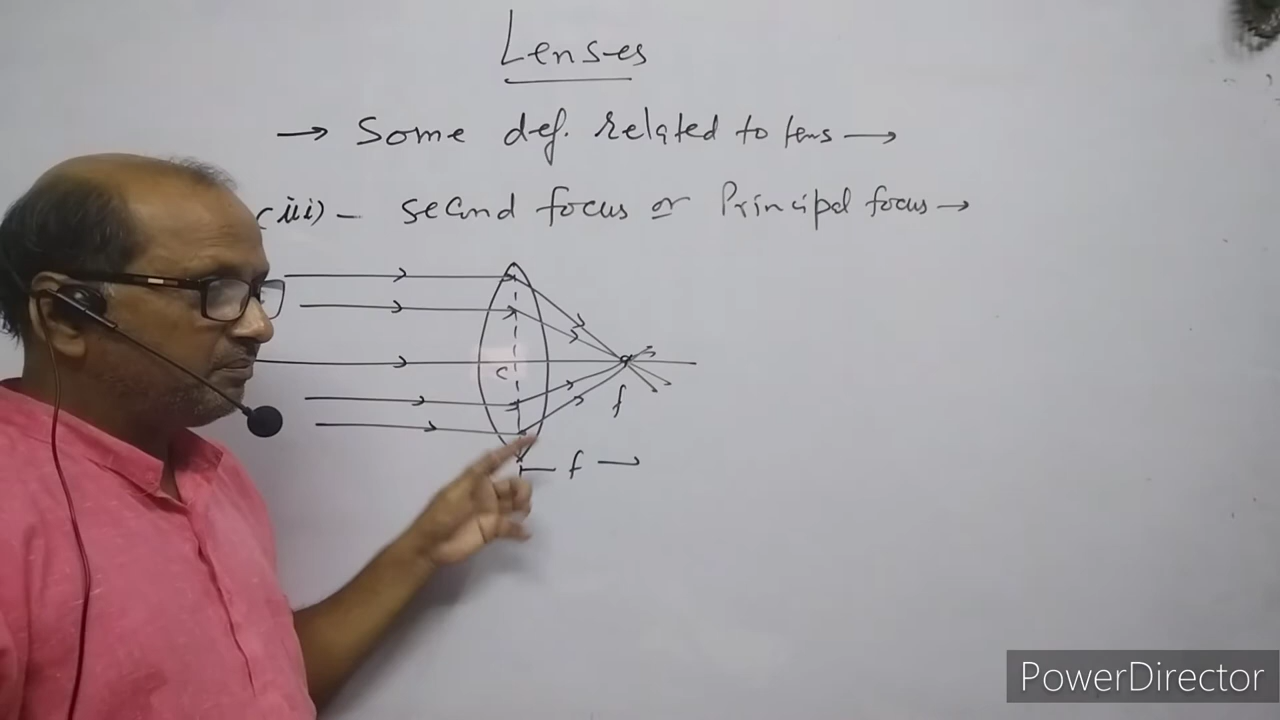 Lenses
→ Some def. related to lens →
(iii) - second focus or Principal focus →
C
f
f →
PowerDirector